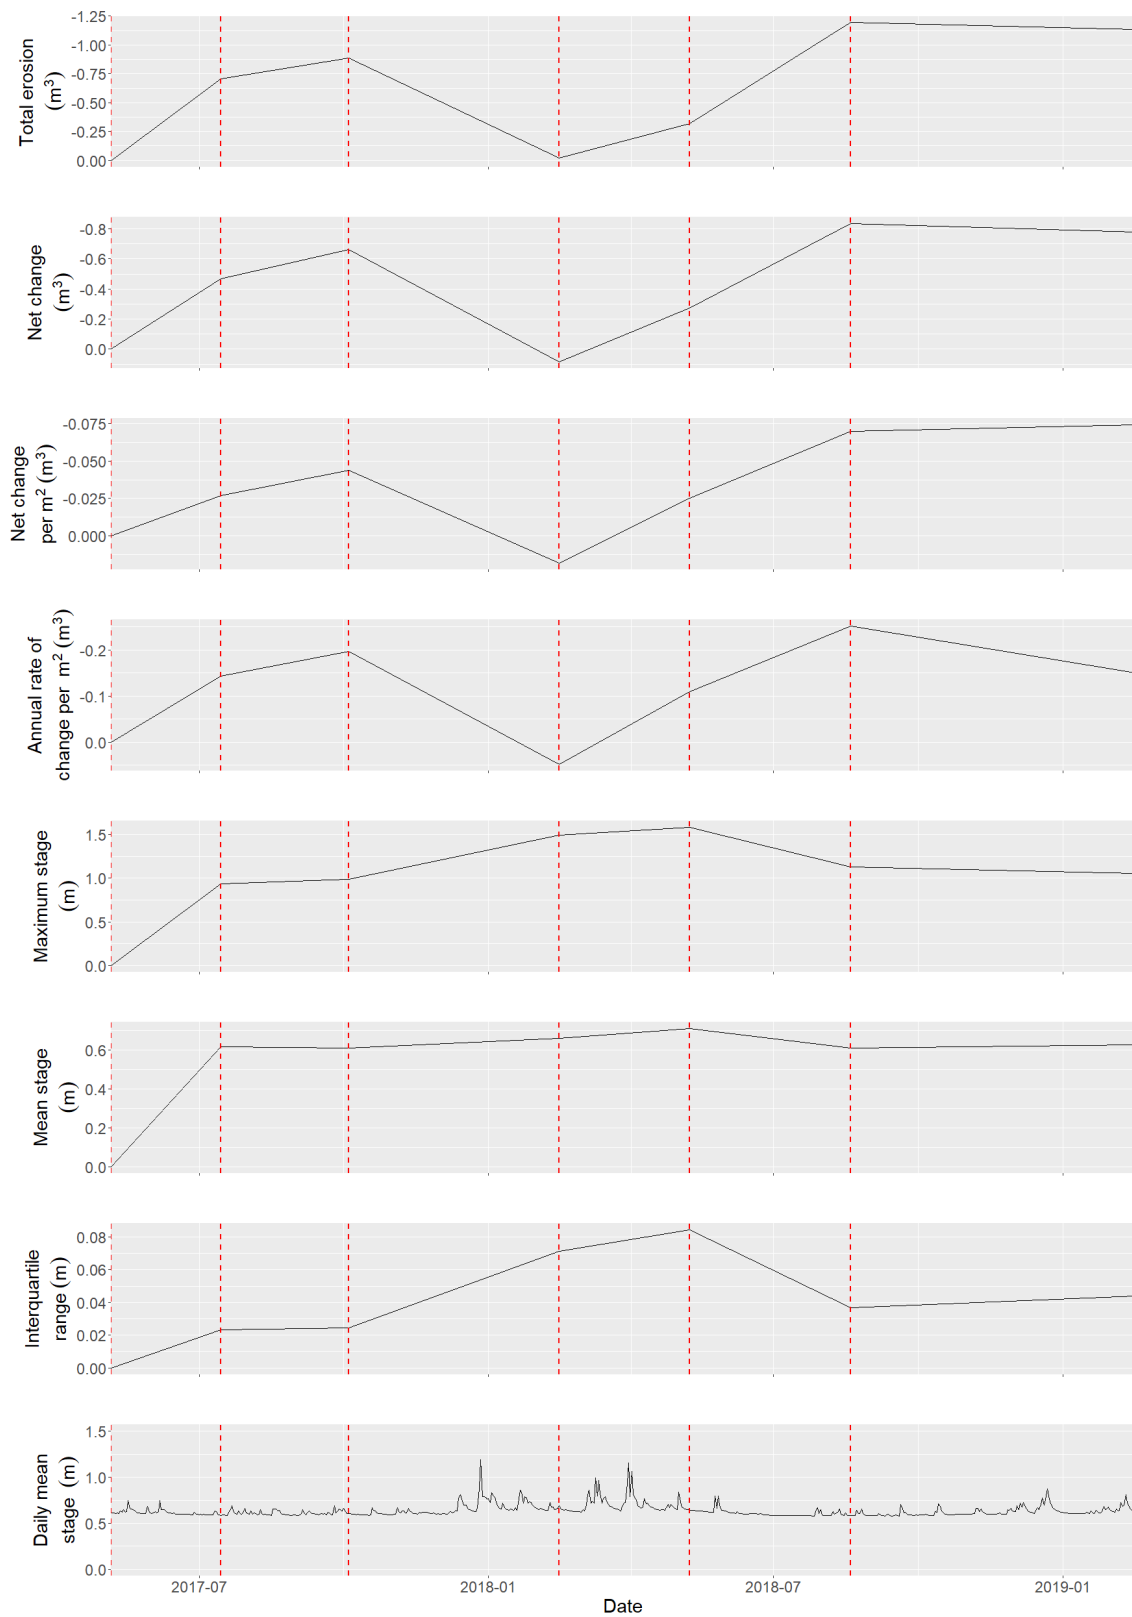 Total erosion
(m³)
-1.25
-1.00
-0.75
-0.50
-0.25
0.00
Net change
(m³)
-0.8
-0.6
-0.4
-0.2
0.0
Net change
per m² (m³)
-0.075
-0.050
-0.025
0.000
Annual rate of
change per m² (m³)
-0.2
-0.1
0.0
Maximum stage
(m)
1.5
1.0
0.5
0.0
Mean stage
(m)
0.6
0.4
0.2
0.0
Interquartile
range (m)
0.08
0.06
0.04
0.02
0.00
Daily mean
stage (m)
1.5
1.0
0.5
0.0
2017-07
2018-01
2018-07
2019-01
Date